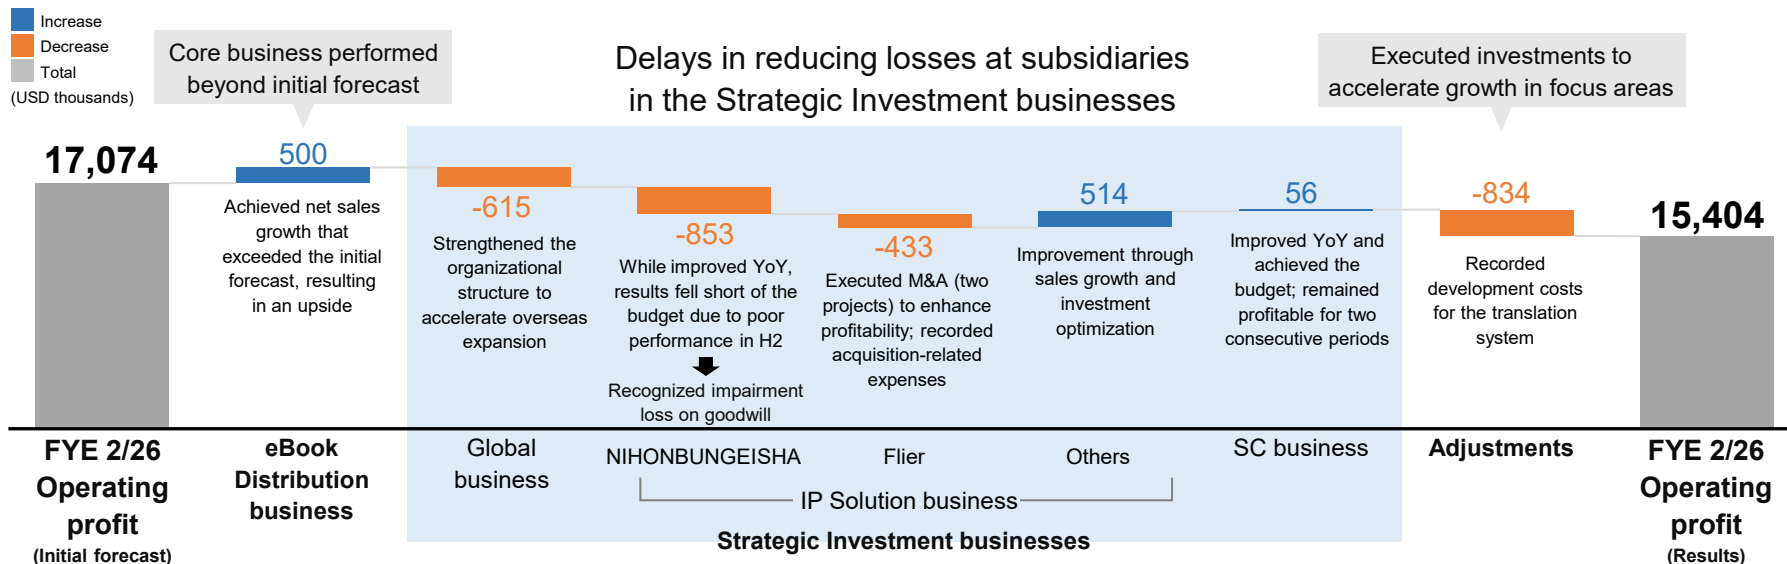 Increase
Decrease
Total
(USD thousands)
Core business performed
beyond initial forecast
Delays in reducing losses at subsidiaries
in the Strategic Investment businesses
Executed investments to
accelerate growth in focus areas
17,074
500
Achieved net sales
growth that
exceeded the initial
forecast, resulting
in an upside
-615
Strengthened the
organizational
structure to
accelerate overseas
expansion
-853
While improved YoY,
results fell short of the
budget due to poor
performance in H2
Recognized impairment
loss on goodwill
-433
Executed M&A (two
projects) to enhance
profitability; recorded
acquisition-related
expenses
514
Improvement through
sales growth and
investment
optimization
56
Improved YoY and
achieved the
budget; remained
profitable for two
consecutive periods
-834
Recorded
development costs
for the translation
system
15,404
FYE 2/26
Operating
profit
(Initial forecast)
eBook
Distribution
business
Global
business
NIHONBUNGEISHA
Flier
Others
IP Solution business
SC business
Strategic Investment businesses
Adjustments
FYE 2/26
Operating
profit
(Results)